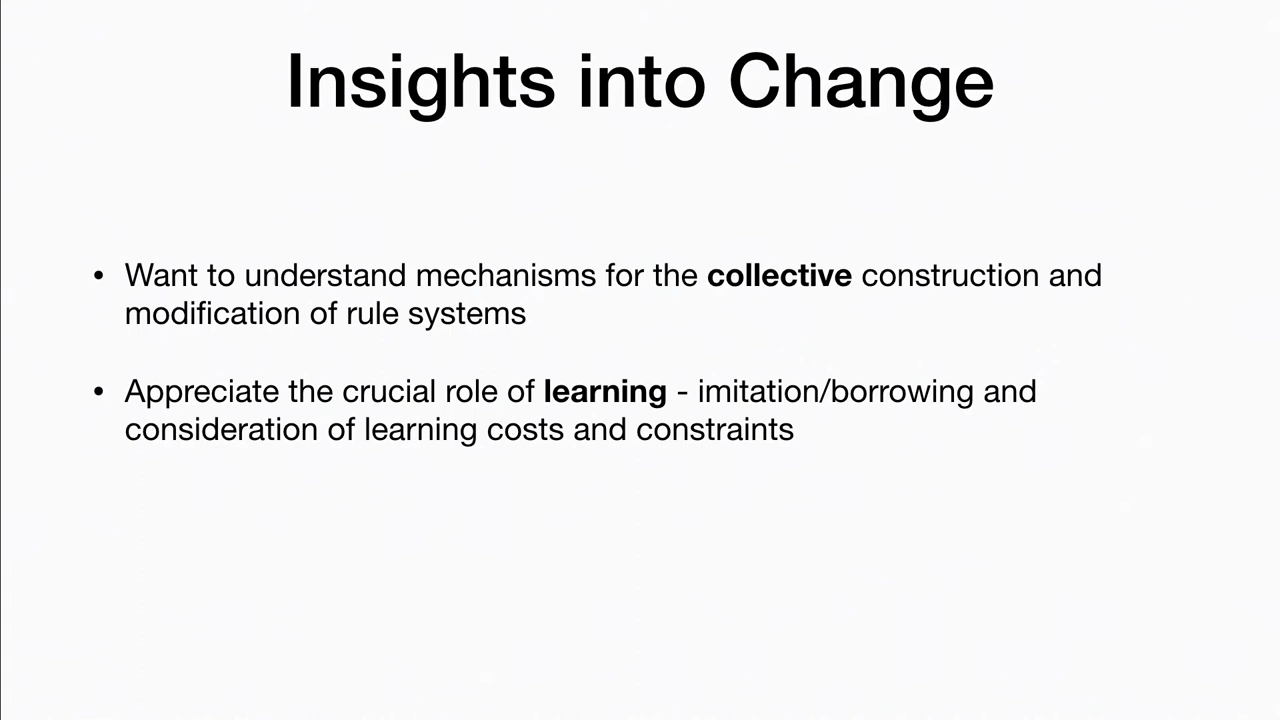 Insights into Change
• Want to understand mechanisms for the collective construction and
modification of rule systems
• Appreciate the crucial role of learning - imitation/borrowing and
consideration of learning costs and constraints